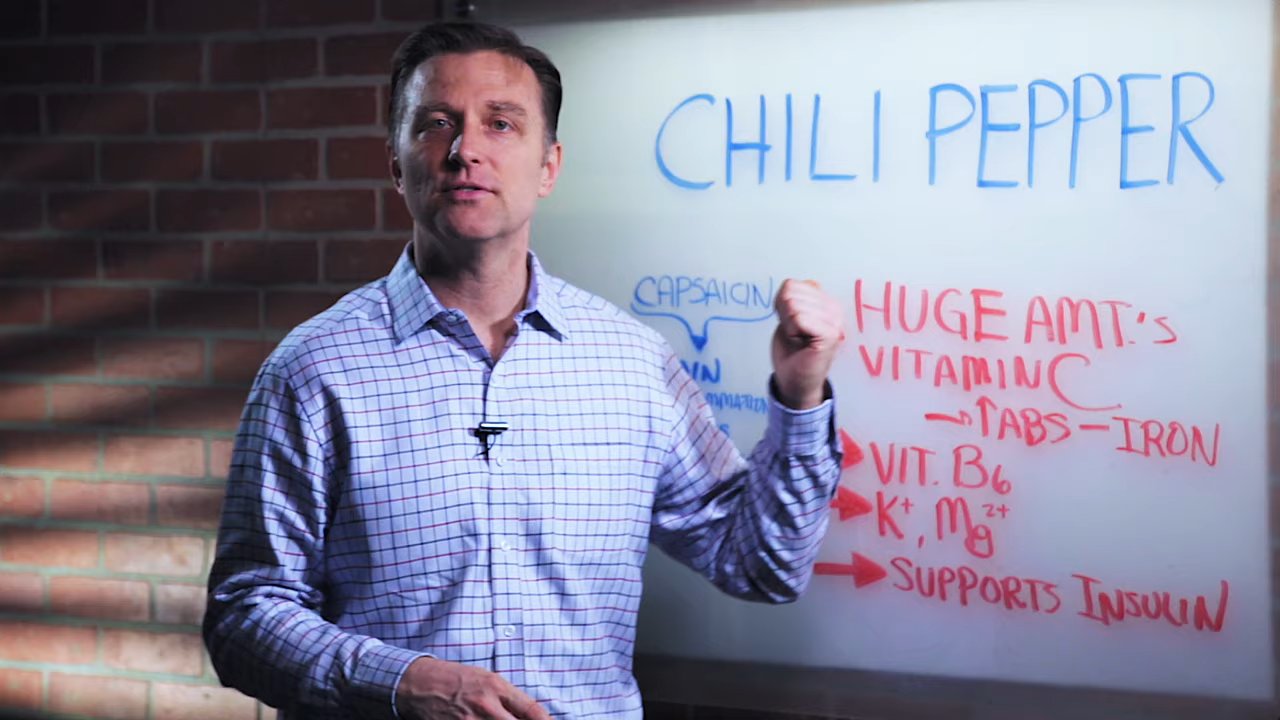 CHILI PEPPER
CAPSAICIN
HUGE AMT.'S
VITAMIN C
→ ↑ABS — IRON
VIT. B6
K⁺, Mg²⁺
SUPPORTS INSULIN